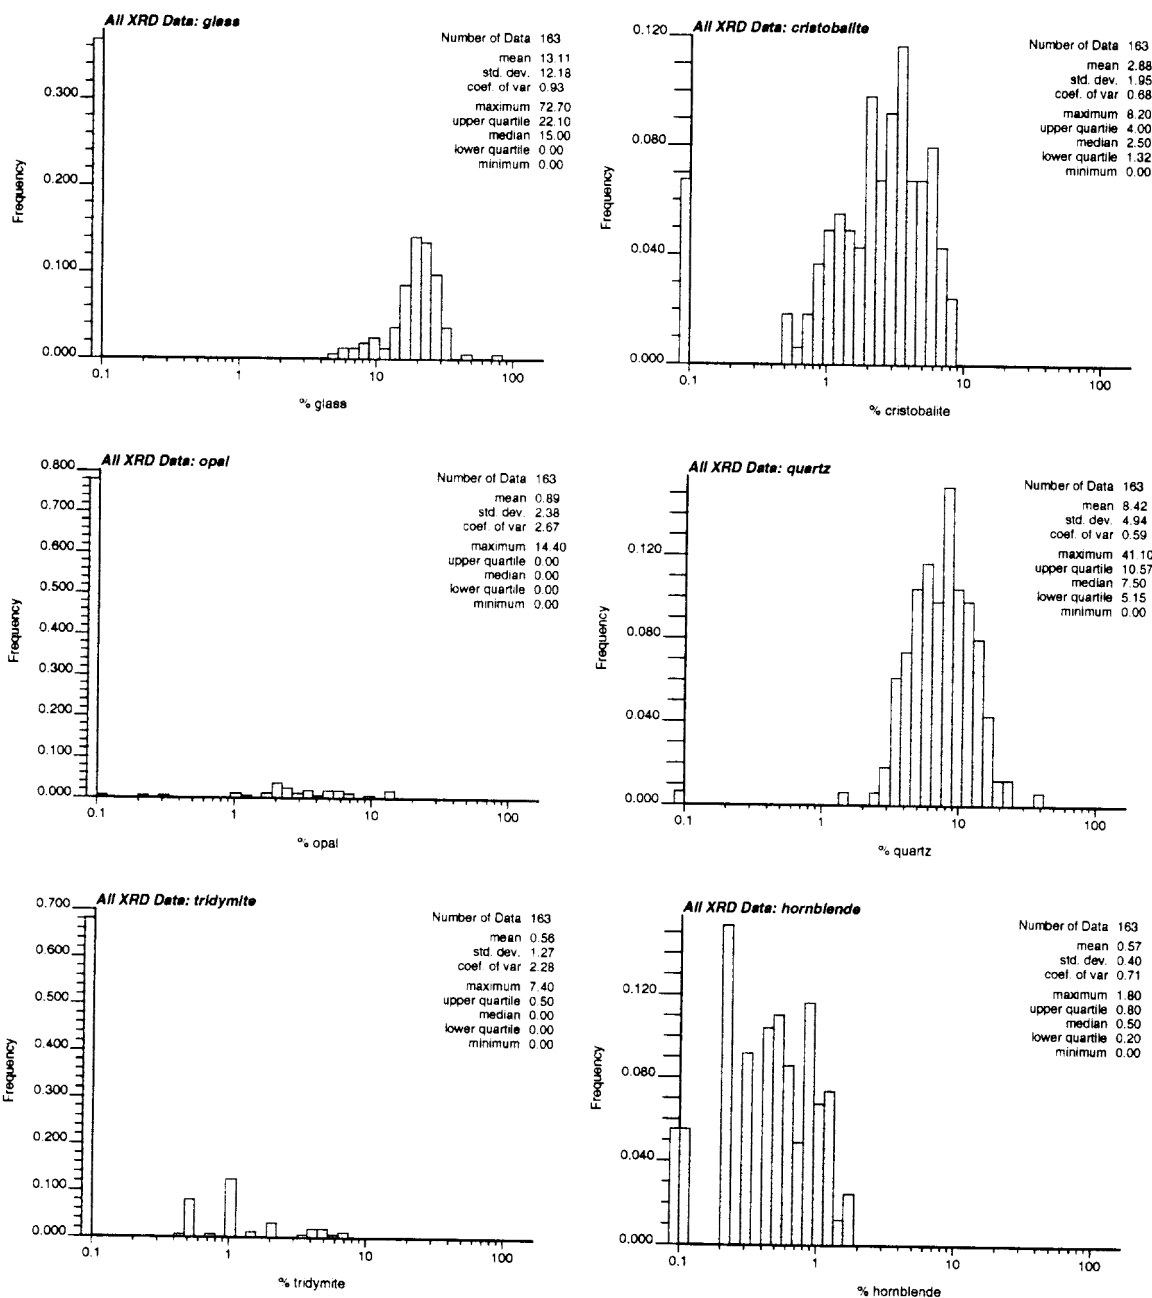 All XRD Data: glass
Number of Data 163
mean 13.11
std. dev. 12.18
coef. of var 0.93
maximum 72.70
upper quartile 22.10
median 15.00
lower quartile 0.00
minimum 0.00
Frequency
0.300
0.200
0.100
0.000
0.1 1 10 100
% glass
All XRD Data: cristobalite
Number of Data 163
mean 2.88
std. dev. 1.95
coef. of var 0.68
maximum 8.20
upper quartile 4.00
median 2.50
lower quartile 1.32
minimum 0.00
Frequency
0.120
0.080
0.040
0.000
0.1 1 10 100
% cristobalite
All XRD Data: opal
Number of Data 163
mean 0.89
std. dev. 2.38
coef. of var 2.67
maximum 14.40
upper quartile 0.00
median 0.00
lower quartile 0.00
minimum 0.00
Frequency
0.800
0.700
0.600
0.500
0.400
0.300
0.200
0.100
0.000
0.1 1 10 100
% opal
All XRD Data: quartz
Number of Data 163
mean 8.42
std. dev. 4.94
coef. of var 0.59
maximum 41.10
upper quartile 10.57
median 7.50
lower quartile 5.15
minimum 0.00
Frequency
0.120
0.080
0.040
0.000
0.1 1 10 100
% quartz
All XRD Data: tridymite
Number of Data 163
mean 0.56
std. dev. 1.27
coef. of var 2.28
maximum 7.40
upper quartile 0.50
median 0.00
lower quartile 0.00
minimum 0.00
Frequency
0.700
0.600
0.500
0.400
0.300
0.200
0.100
0.000
0.1 1 10 100
% tridymite
All XRD Data: hornblende
Number of Data 163
mean 0.57
std. dev. 0.40
coef. of var 0.71
maximum 1.80
upper quartile 0.80
median 0.50
lower quartile 0.20
minimum 0.00
Frequency
0.120
0.080
0.040
0.000
0.1 1 10 100
% hornblende